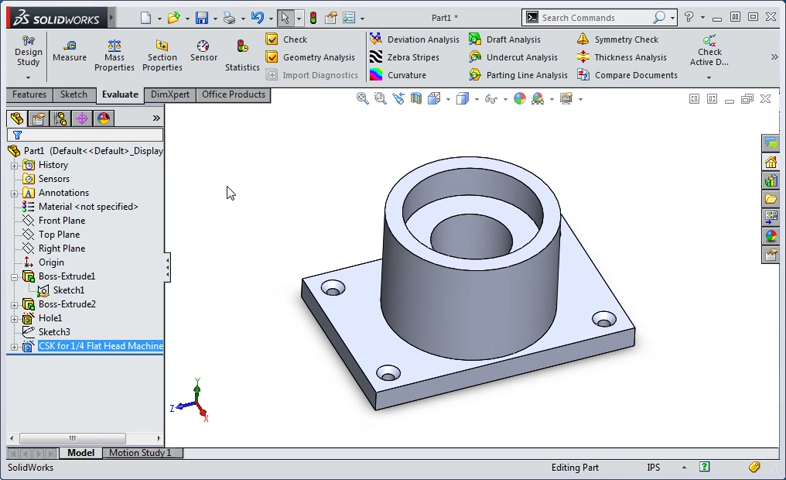 SOLIDWORKS
Part1 *
Search Commands
?
Design Study
Measure
Mass Properties
Section Properties
Sensor
Statistics
Check
Geometry Analysis
Import Diagnostics
Deviation Analysis
Zebra Stripes
Curvature
Draft Analysis
Undercut Analysis
Parting Line Analysis
Symmetry Check
Thickness Analysis
Compare Documents
Check Active D...
Features
Sketch
Evaluate
DimXpert
Office Products
Part1 (Default<<Default>_Display
History
Sensors
Annotations
Material <not specified>
Front Plane
Top Plane
Right Plane
Origin
Boss-Extrude1
Sketch1
Boss-Extrude2
Hole1
Sketch3
CSK for 1/4 Flat Head Machine
Y
Z
X
Model
Motion Study 1
SolidWorks
Editing Part
IPS
?